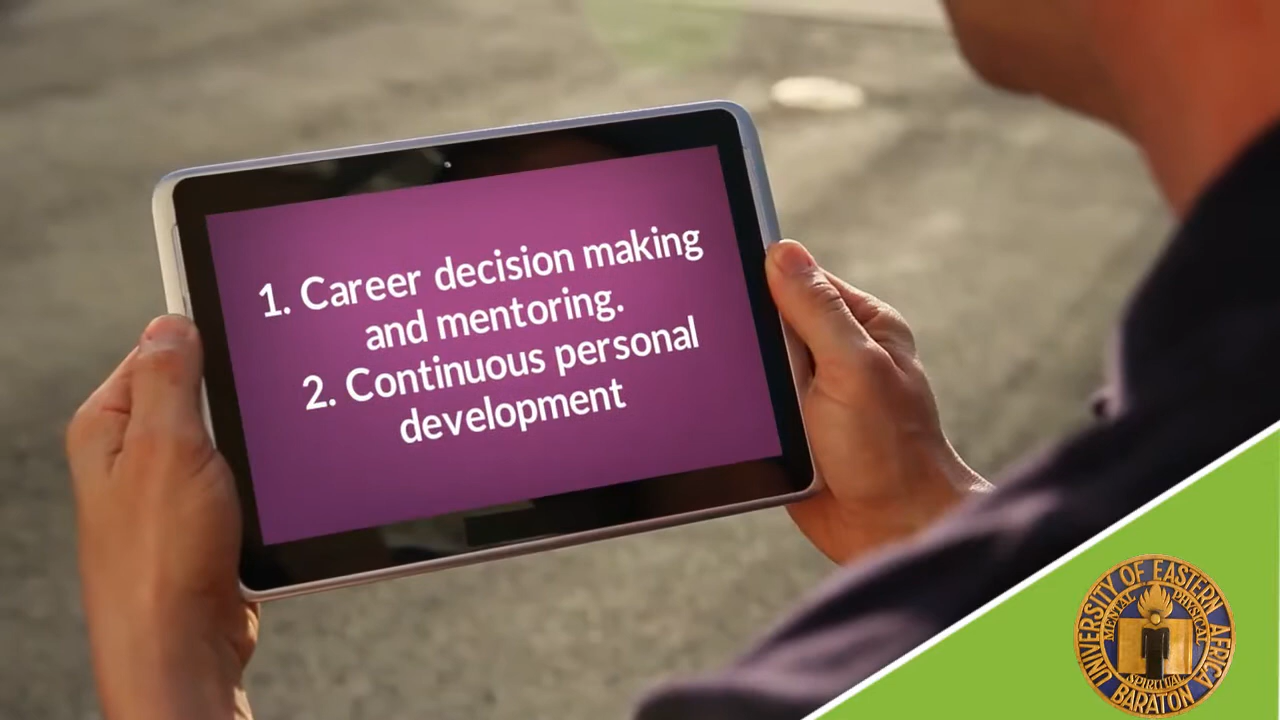 1. Career decision making
and mentoring.
2. Continuous personal
development
UNIVERSITY OF EASTERN AFRICA
BARATON
MENTAL PHYSICAL
SPIRITUAL